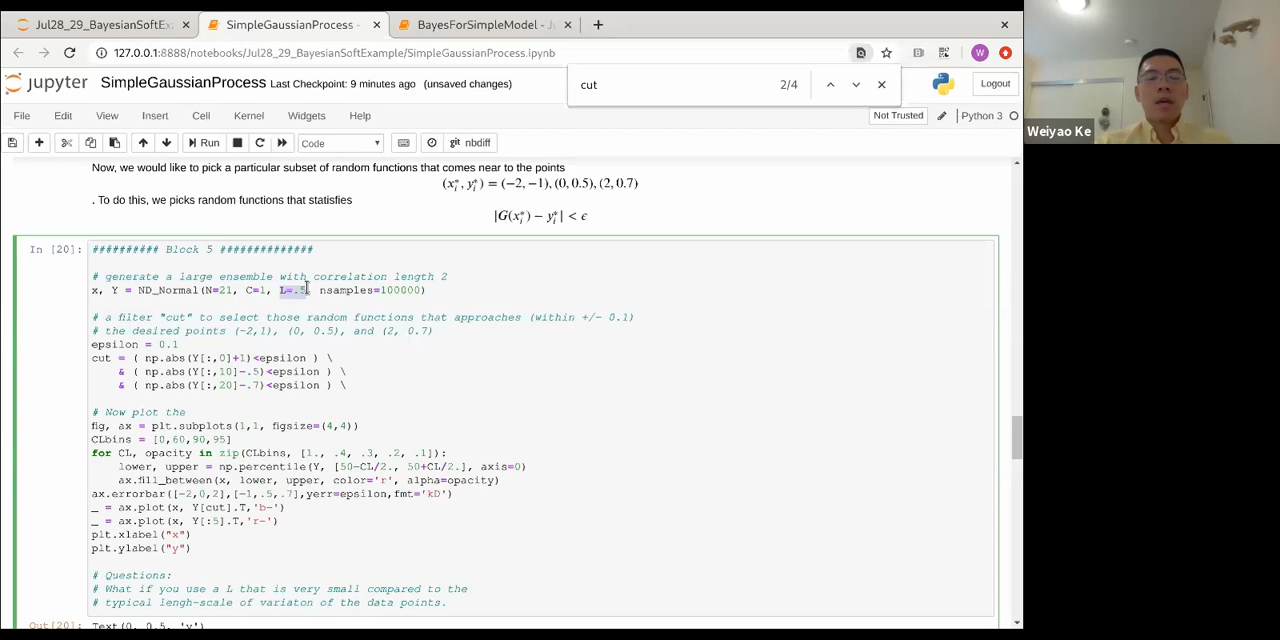 Jul28_29_BayesianSoftEx
SimpleGaussianProcess -
BayesForSimpleModel - J
127.0.0.1:8888/notebooks/Jul28_29_BayesianSoftExample/SimpleGaussianProcess.ipynb
W
cut 2/4
jupyter SimpleGaussianProcess Last Checkpoint: 9 minutes ago (unsaved changes)
Logout
File Edit View Insert Cell Kernel Widgets Help
Not Trusted
Python 3
Run
Code
git nbdiff
Weiyao Ke
Now, we would like to pick a particular subset of random functions that comes near to the points
(x_i^*, y_i^*) = (−2, −1), (0, 0.5), (2, 0.7)
. To do this, we picks random functions that statisfies
|G(x_i^*) − y_i^*| < ϵ
In [20]:
########## Block 5 ##############
# generate a large ensemble with correlation length 2
x, Y = ND_Normal(N=21, C=1, L=.5, nsamples=100000)
# a filter "cut" to select those random functions that approaches (within +/- 0.1)
# the desired points (-2,1), (0, 0.5), and (2, 0.7)
epsilon = 0.1
cut = ( np.abs(Y[:,0]+1)<epsilon ) \
& ( np.abs(Y[:,10]-.5)<epsilon ) \
& ( np.abs(Y[:,20]-.7)<epsilon ) \
# Now plot the
fig, ax = plt.subplots(1,1, figsize=(4,4))
CLbins = [0,60,90,95]
for CL, opacity in zip(CLbins, [1., .4, .3, .2, .1]):
lower, upper = np.percentile(Y, [50-CL/2., 50+CL/2.], axis=0)
ax.fill_between(x, lower, upper, color='r', alpha=opacity)
ax.errorbar([-2,0,2],[-1,.5,.7],yerr=epsilon,fmt='kD')
_ = ax.plot(x, Y[cut].T,'b-')
_ = ax.plot(x, Y[:5].T,'r-')
plt.xlabel("x")
plt.ylabel("y")
# Questions:
# What if you use a L that is very small compared to the
# typical lengh-scale of variaton of the data points.
Out[20]: Text(0, 0.5, 'y')